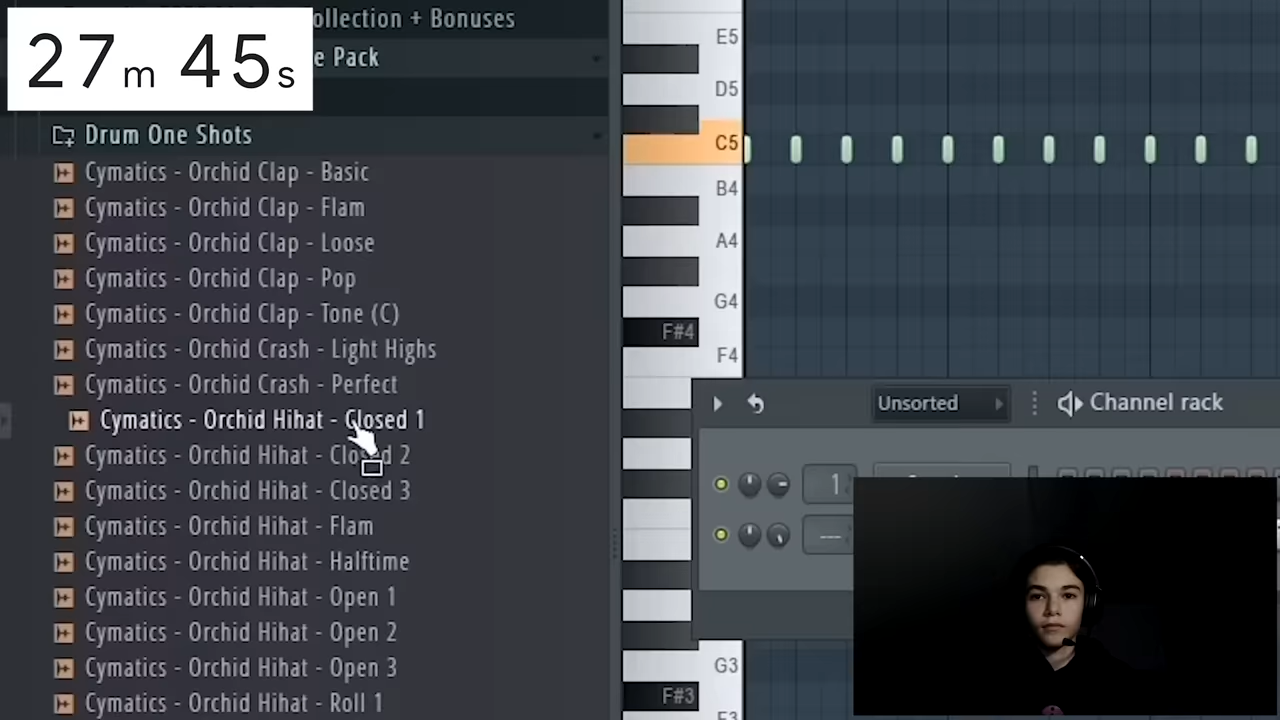 27m 45s
ollection + Bonuses
e Pack
Drum One Shots
Cymatics - Orchid Clap - Basic
Cymatics - Orchid Clap - Flam
Cymatics - Orchid Clap - Loose
Cymatics - Orchid Clap - Pop
Cymatics - Orchid Clap - Tone (C)
Cymatics - Orchid Crash - Light Highs
Cymatics - Orchid Crash - Perfect
Cymatics - Orchid Hihat - Closed 1
Cymatics - Orchid Hihat - Closed 2
Cymatics - Orchid Hihat - Closed 3
Cymatics - Orchid Hihat - Flam
Cymatics - Orchid Hihat - Halftime
Cymatics - Orchid Hihat - Open 1
Cymatics - Orchid Hihat - Open 2
Cymatics - Orchid Hihat - Open 3
Cymatics - Orchid Hihat - Roll 1
E5
D5
C5
B4
A4
G4
F#4
F4
Unsorted
Channel rack
1
---
G3
F#3
F3